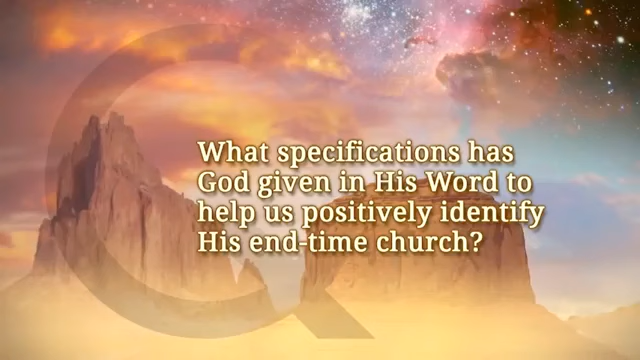 What specifications has
God given in His Word to
help us positively identify
His end-time church?